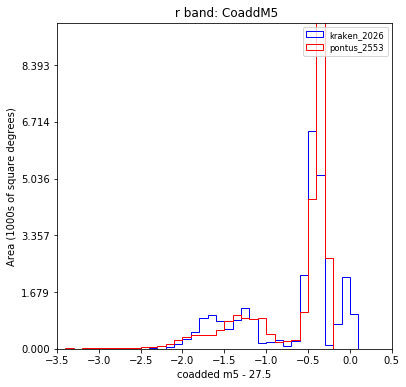 r band: CoaddM5
kraken_2026
pontus_2553
8.393
6.714
5.036
3.357
1.679
0.000
Area (1000s of square degrees)
−3.5 −3.0 −2.5 −2.0 −1.5 −1.0 −0.5 0.0 0.5
coadded m5 - 27.5